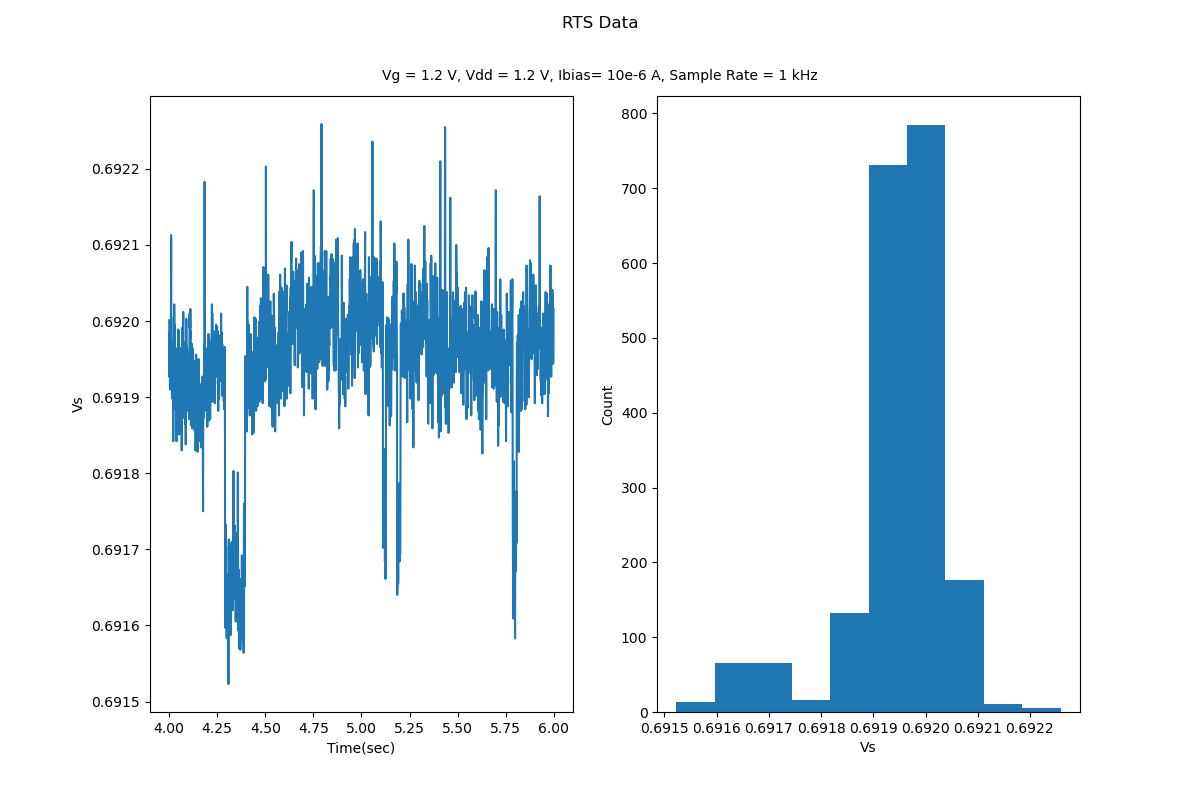 RTS Data
Vg = 1.2 V, Vdd = 1.2 V, Ibias= 10e-6 A, Sample Rate = 1 kHz
0.6922
0.6921
0.6920
0.6919
0.6918
0.6917
0.6916
0.6915
Vs
4.00 4.25 4.50 4.75 5.00 5.25 5.50 5.75 6.00
Time(sec)
800
700
600
500
400
300
200
100
0
Count
0.6915 0.6916 0.6917 0.6918 0.6919 0.6920 0.6921 0.6922
Vs